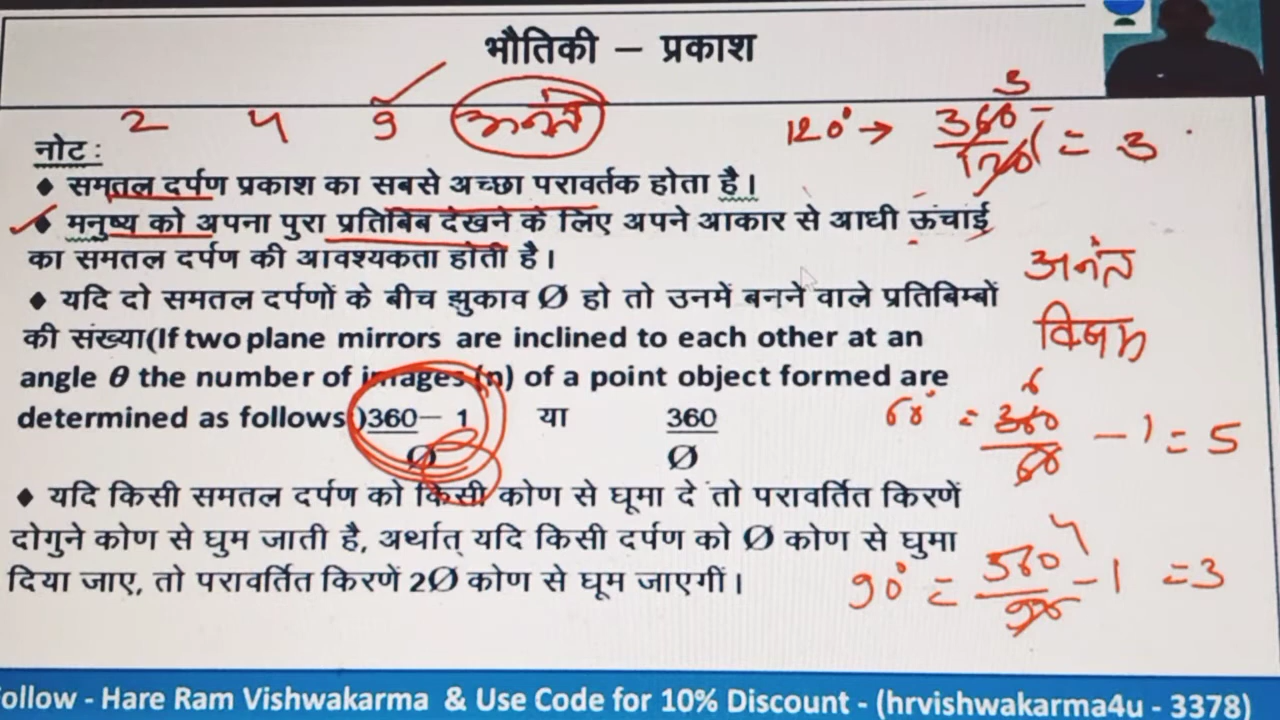 भौतिकी – प्रकाश
2 4 9 अनंत
120° → 360/120 = 3
3
नोट :
♦ समतल दर्पण प्रकाश का सबसे अच्छा परावर्तक होता है।
♦ मनुष्य को अपना पुरा प्रतिबिंब देखने के लिए अपने आकार से आधी ऊंचाई
का समतल दर्पण की आवश्यकता होती है।
अनंत
♦ यदि दो समतल दर्पणों के बीच झुकाव Ø हो तो उनमें बनने वाले प्रतिबिम्बों
की संख्या(If two plane mirrors are inclined to each other at an
angle θ the number of images (n) of a point object formed are
determined as follows )360 – 1 या 360
Ø Ø
6
60° = 360/60 – 1 = 5
♦ यदि किसी समतल दर्पण को किसी कोण से घूमा दे तो परावर्तित किरणें
दोगुने कोण से घुम जाती है, अर्थात् यदि किसी दर्पण को Ø कोण से घुमा
दिया जाए, तो परावर्तित किरणें 2Ø कोण से घूम जाएगीं।
4
90° = 360/90 – 1 = 3
ollow - Hare Ram Vishwakarma & Use Code for 10% Discount - (hrvishwakarma4u - 3378)